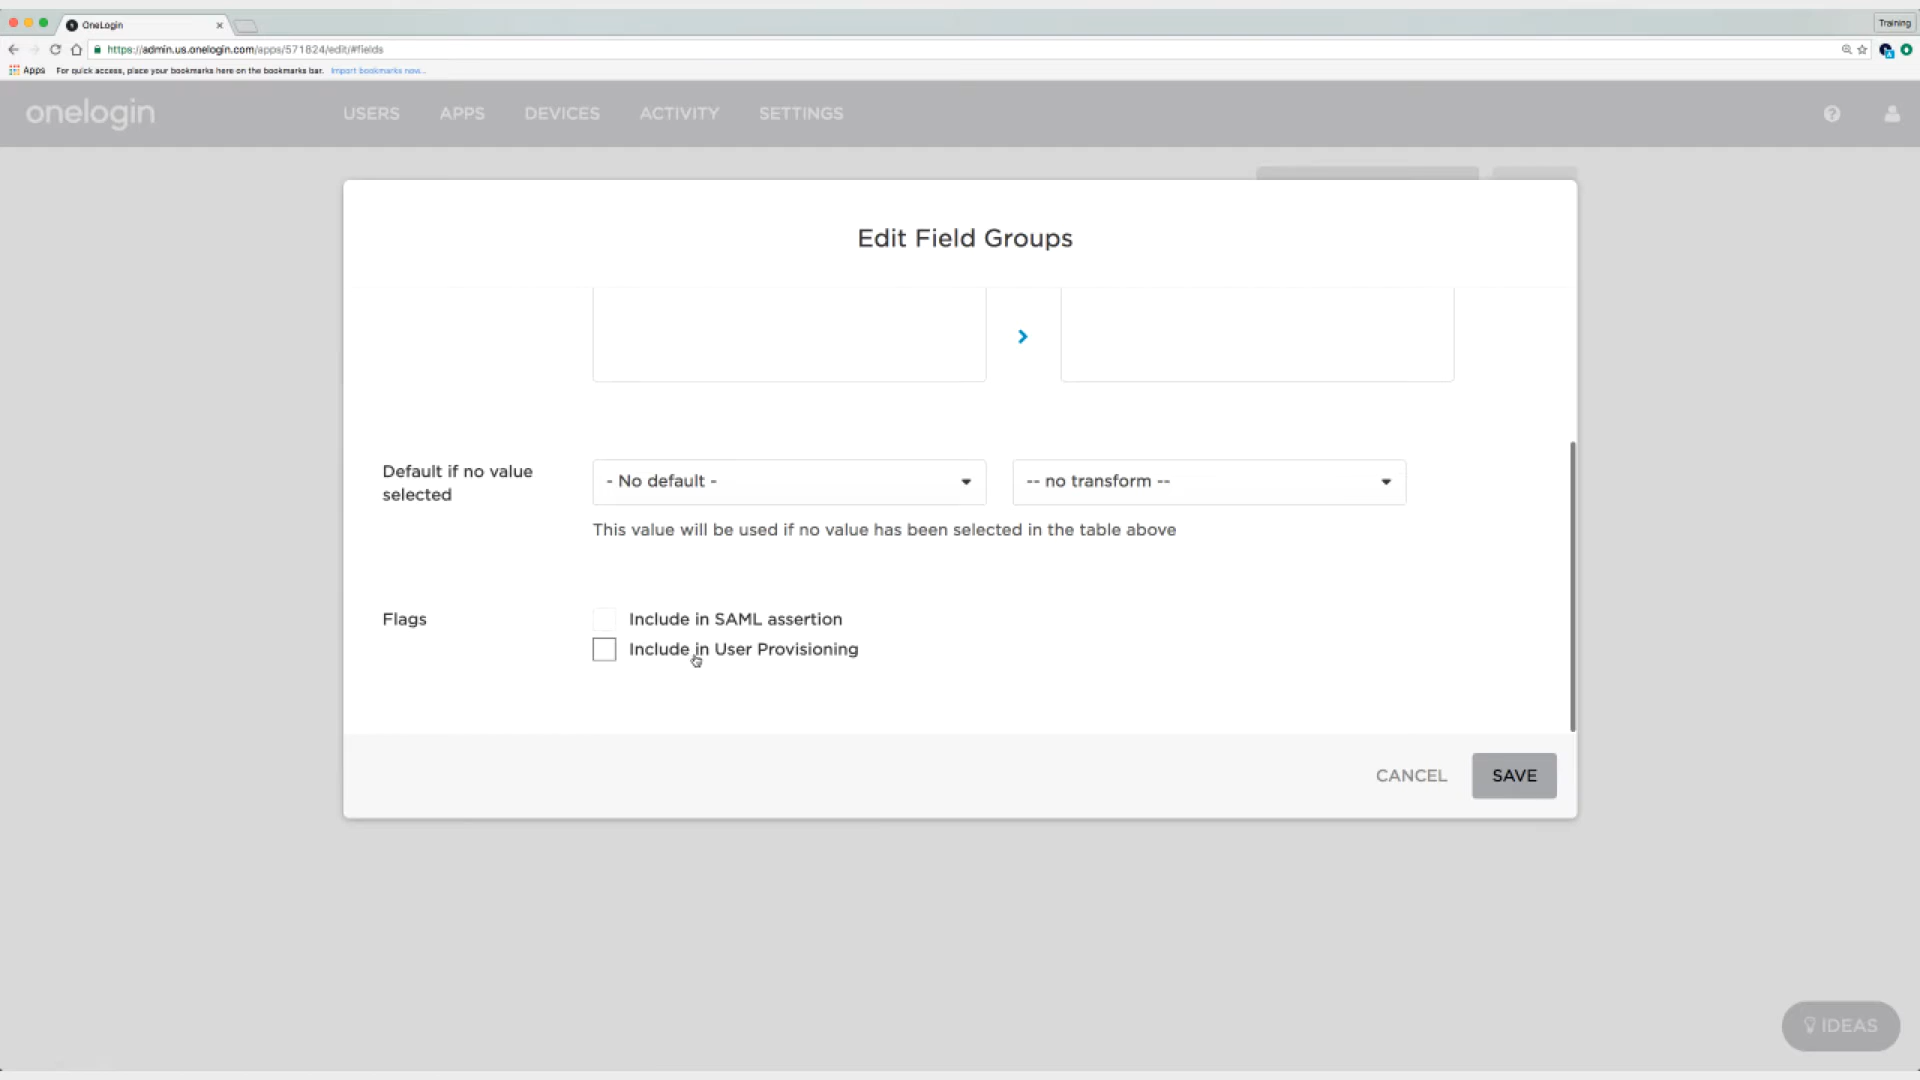 OneLogin
Training
https://admin.us.onelogin.com/apps/571824/edit/#fields
Apps For quick access, place your bookmarks here on the bookmarks bar. Import bookmarks now...
onelogin USERS APPS DEVICES ACTIVITY SETTINGS
Edit Field Groups
Default if no value
selected
- No default -
-- no transform --
This value will be used if no value has been selected in the table above
Flags
Include in SAML assertion
Include in User Provisioning
CANCEL SAVE
IDEAS